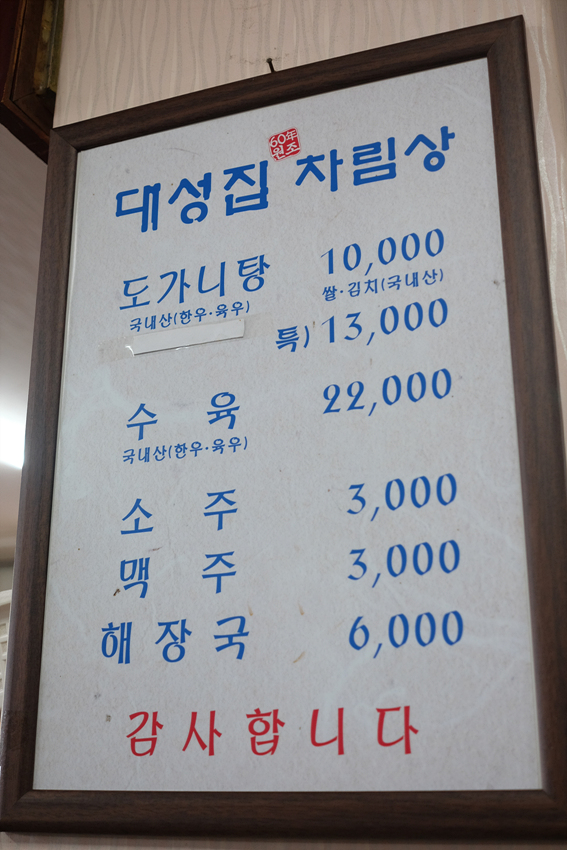 60年
원조
대성집 차림상
도가니탕 10,000
국내산(한우·육우) 쌀·김치(국내산)
특) 13,000
수 육 22,000
국내산(한우·육우)
소 주 3,000
맥 주 3,000
해 장 국 6,000
감 사 합 니 다